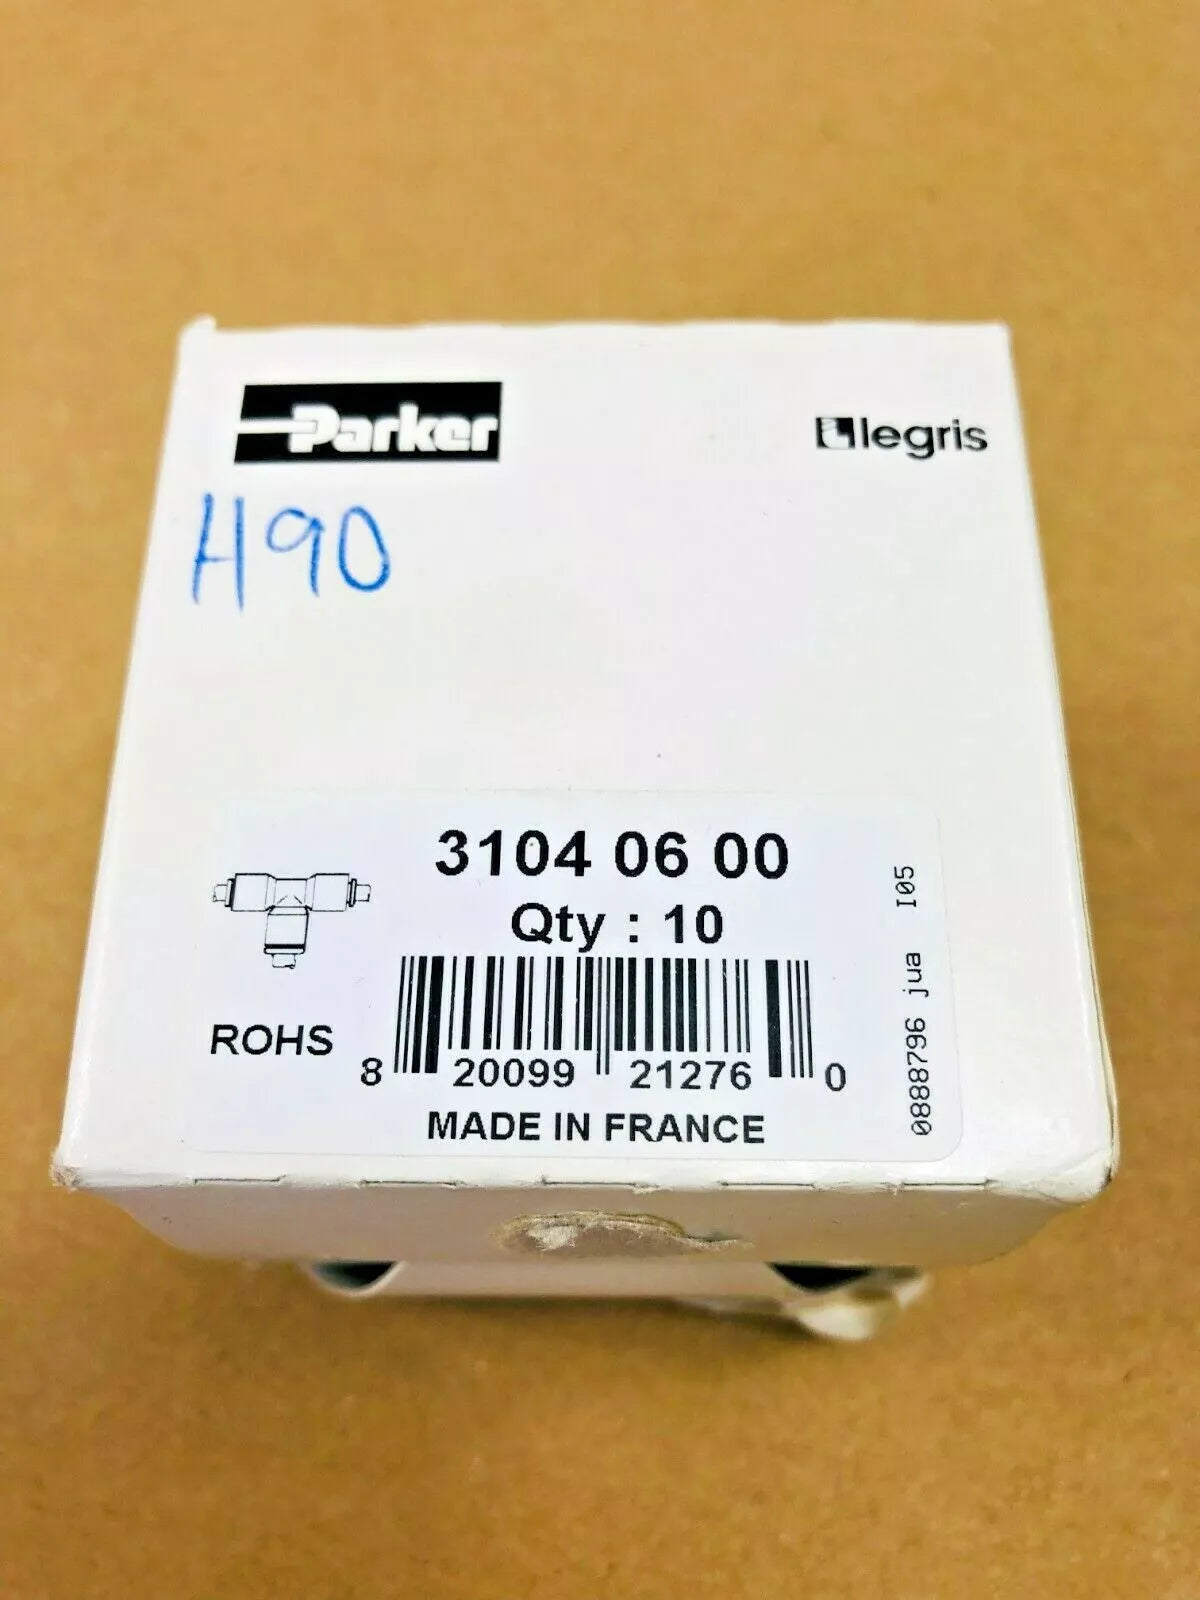 Parker
legris
H90
3104 06 00
Qty : 10
ROHS
8 20099 21276 0
MADE IN FRANCE
0888796 jua I05